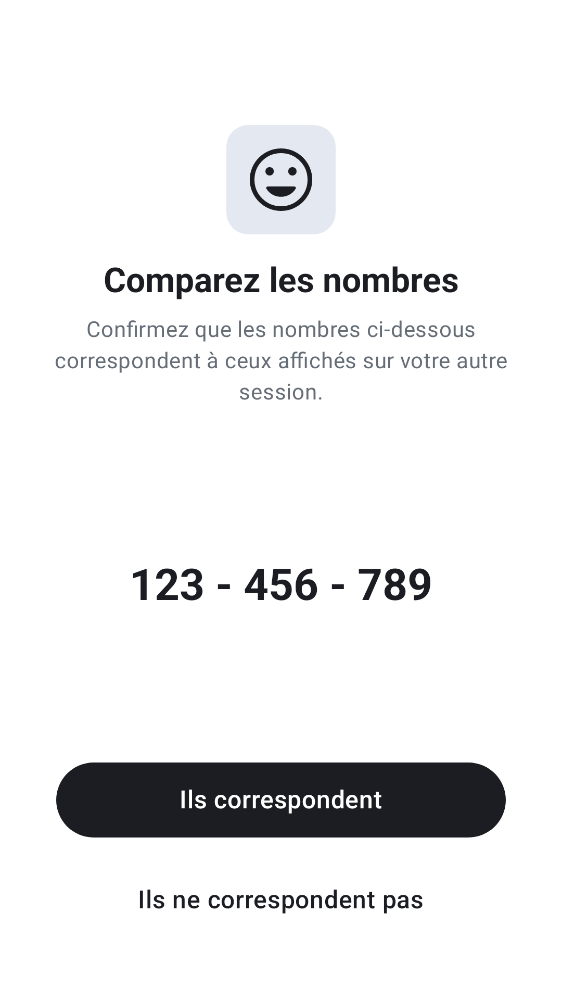 Comparez les nombres
Confirmez que les nombres ci-dessous
correspondent à ceux affichés sur votre autre
session.
123 - 456 - 789
Ils correspondent
Ils ne correspondent pas